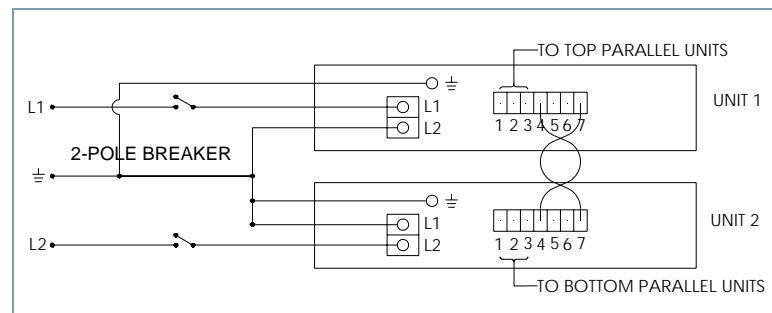 TO TOP PARALLEL UNITS
L1
L1
L2
1 2 3 4 5 6 7
UNIT 1
2-POLE BREAKER
L2
L1
L2
1 2 3 4 5 6 7
UNIT 2
TO BOTTOM PARALLEL UNITS